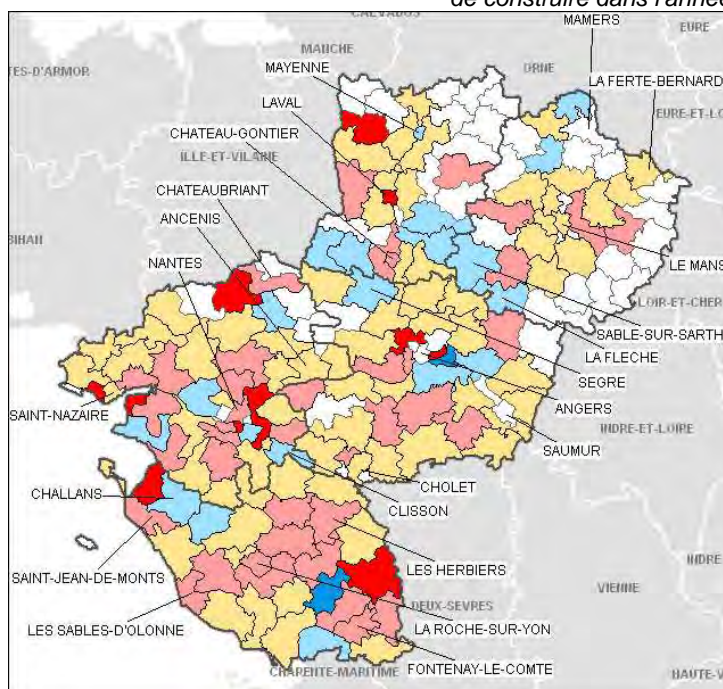 de construire dans l'année
CALVADOS
MAMERS
EURE
MANCHE
MAYENNE
ORNE
TES-D'ARMOR
LA FERTE-BERNARD
LAVAL
EURE-ET-LO
CHATEAU-GONTIER
ILLE-ET-VILAINE
CHATEAUBRIANT
ANCENIS
BIHAN
NANTES
LE MANS
LOIR-ET-CHER
SABLE-SUR-SARTH
LA FLECHE
SEGRE
SAINT-NAZAIRE
ANGERS
INDRE-ET-LOIRE
SAUMUR
CHALLANS
CHOLET
CLISSON
INDRE
SAINT-JEAN-DE-MONTS
LES HERBIERS
VIENNE
DEUX-SEVRES
LES SABLES-D'OLONNE
LA ROCHE-SUR-YON
FONTENAY-LE-COMTE
CHARENTE-MARITIME
HAUTE-V